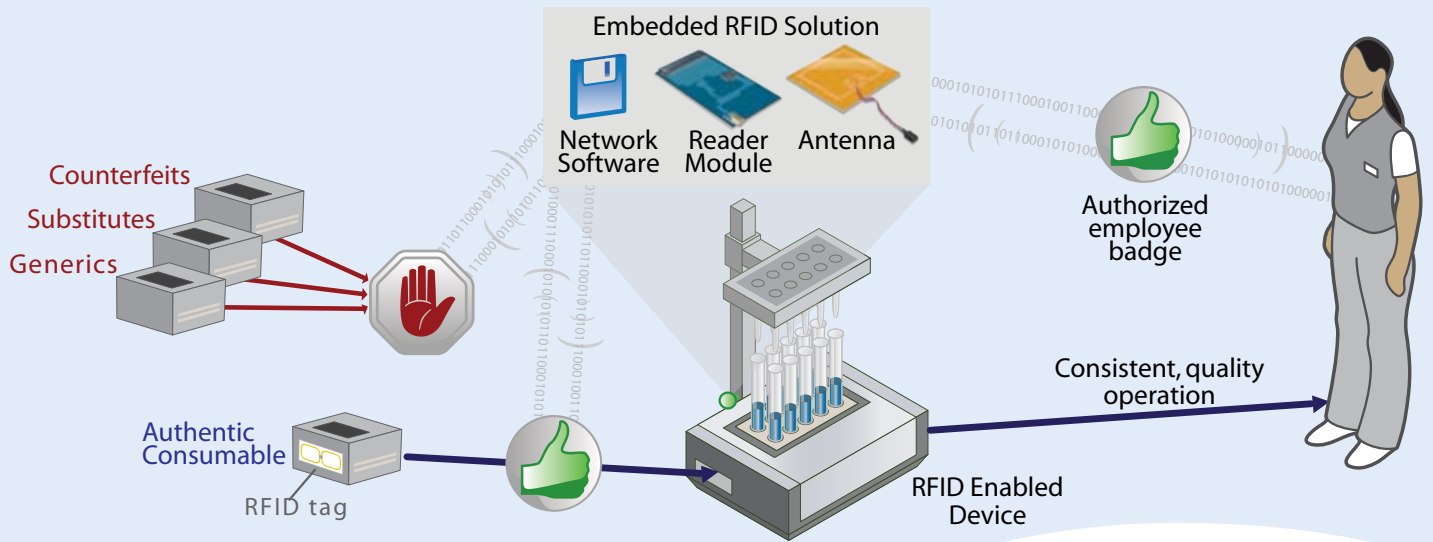 Embedded RFID Solution
Network
Software
Reader
Module
Antenna
Counterfeits
Substitutes
Generics
Authorized
employee
badge
Consistent, quality
operation
Authentic
Consumable
RFID tag
RFID Enabled
Device